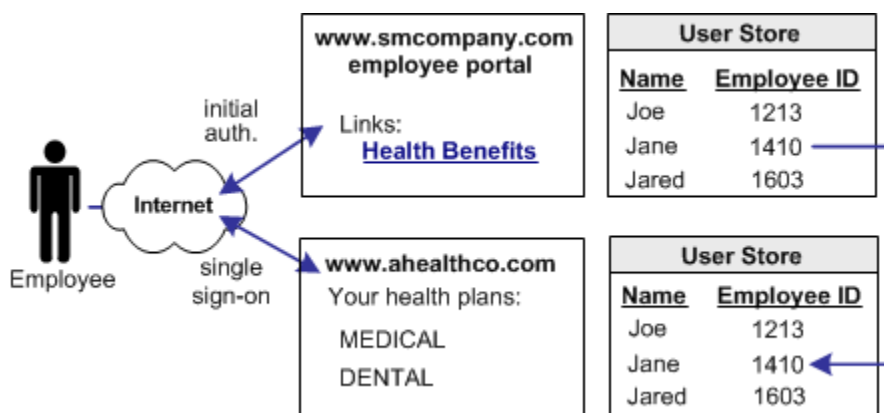 www.smcompany.com
employee portal
Links:
Health Benefits
User Store
Name Employee ID
Joe 1213
Jane 1410
Jared 1603
initial
auth.
Internet
Employee
single
sign-on
www.ahealthco.com
Your health plans:
MEDICAL
DENTAL
User Store
Name Employee ID
Joe 1213
Jane 1410
Jared 1603